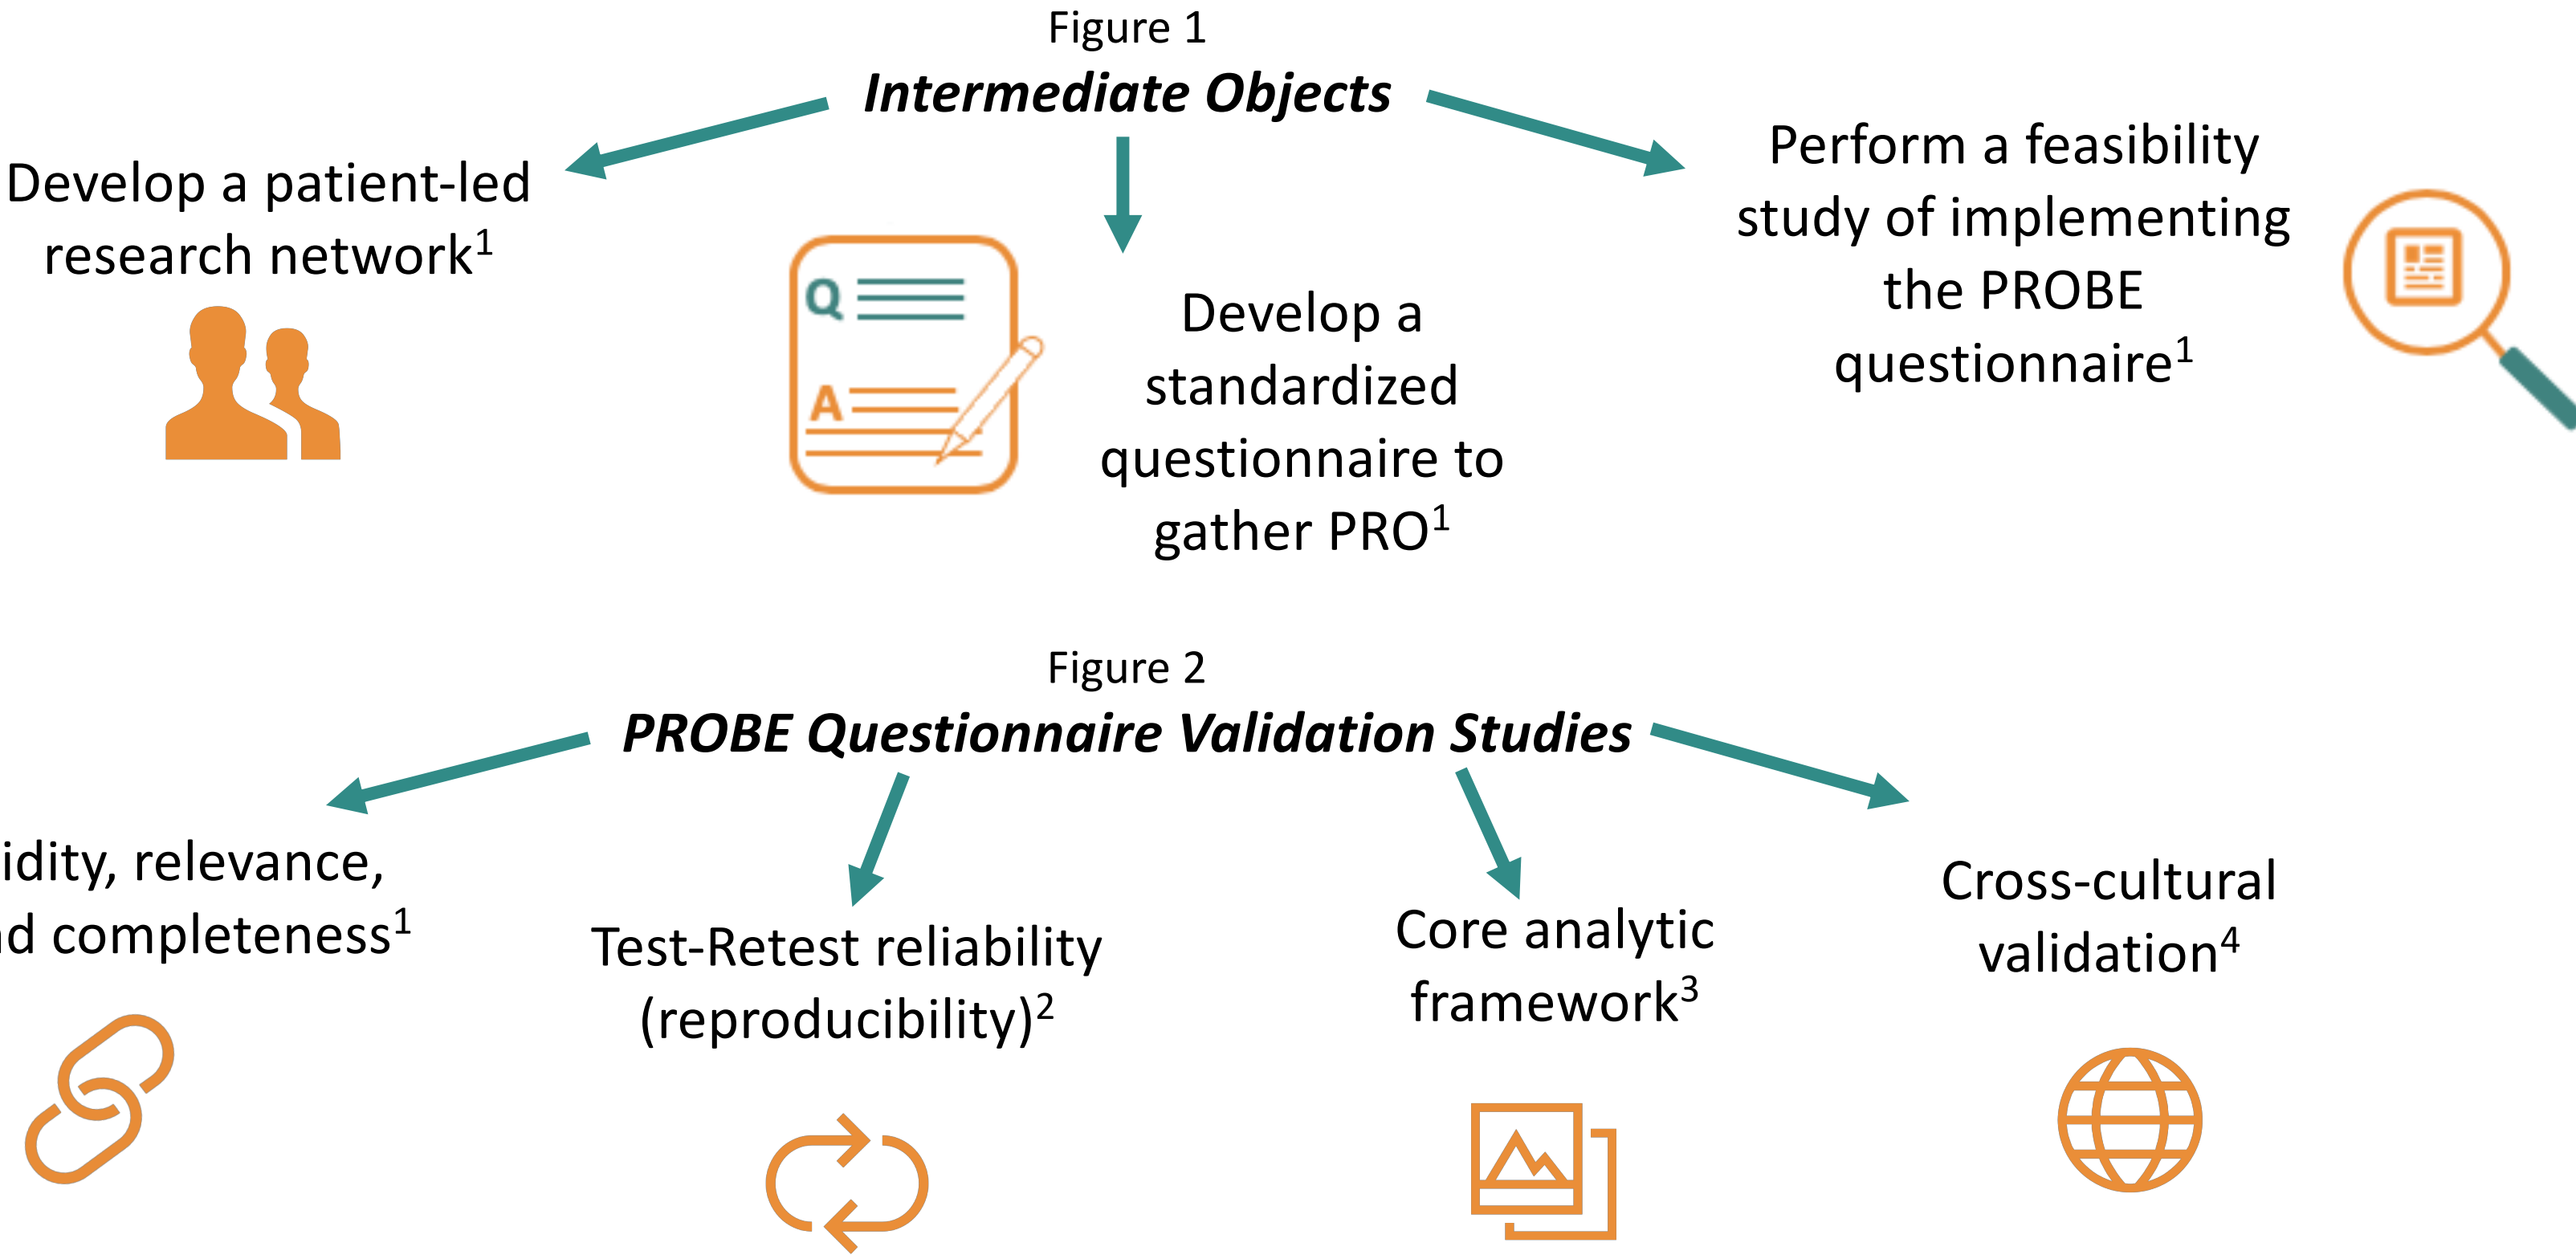 Figure 1
Intermediate Objects
Develop a patient-led
research network¹
Q
A
Develop a
standardized
questionnaire to
gather PRO¹
Perform a feasibility
study of implementing
the PROBE
questionnaire¹
Figure 2
PROBE Questionnaire Validation Studies
relevance,
completeness¹
Test-Retest reliability
(reproducibility)²
Core analytic
framework³
Cross-cultural
validation⁴